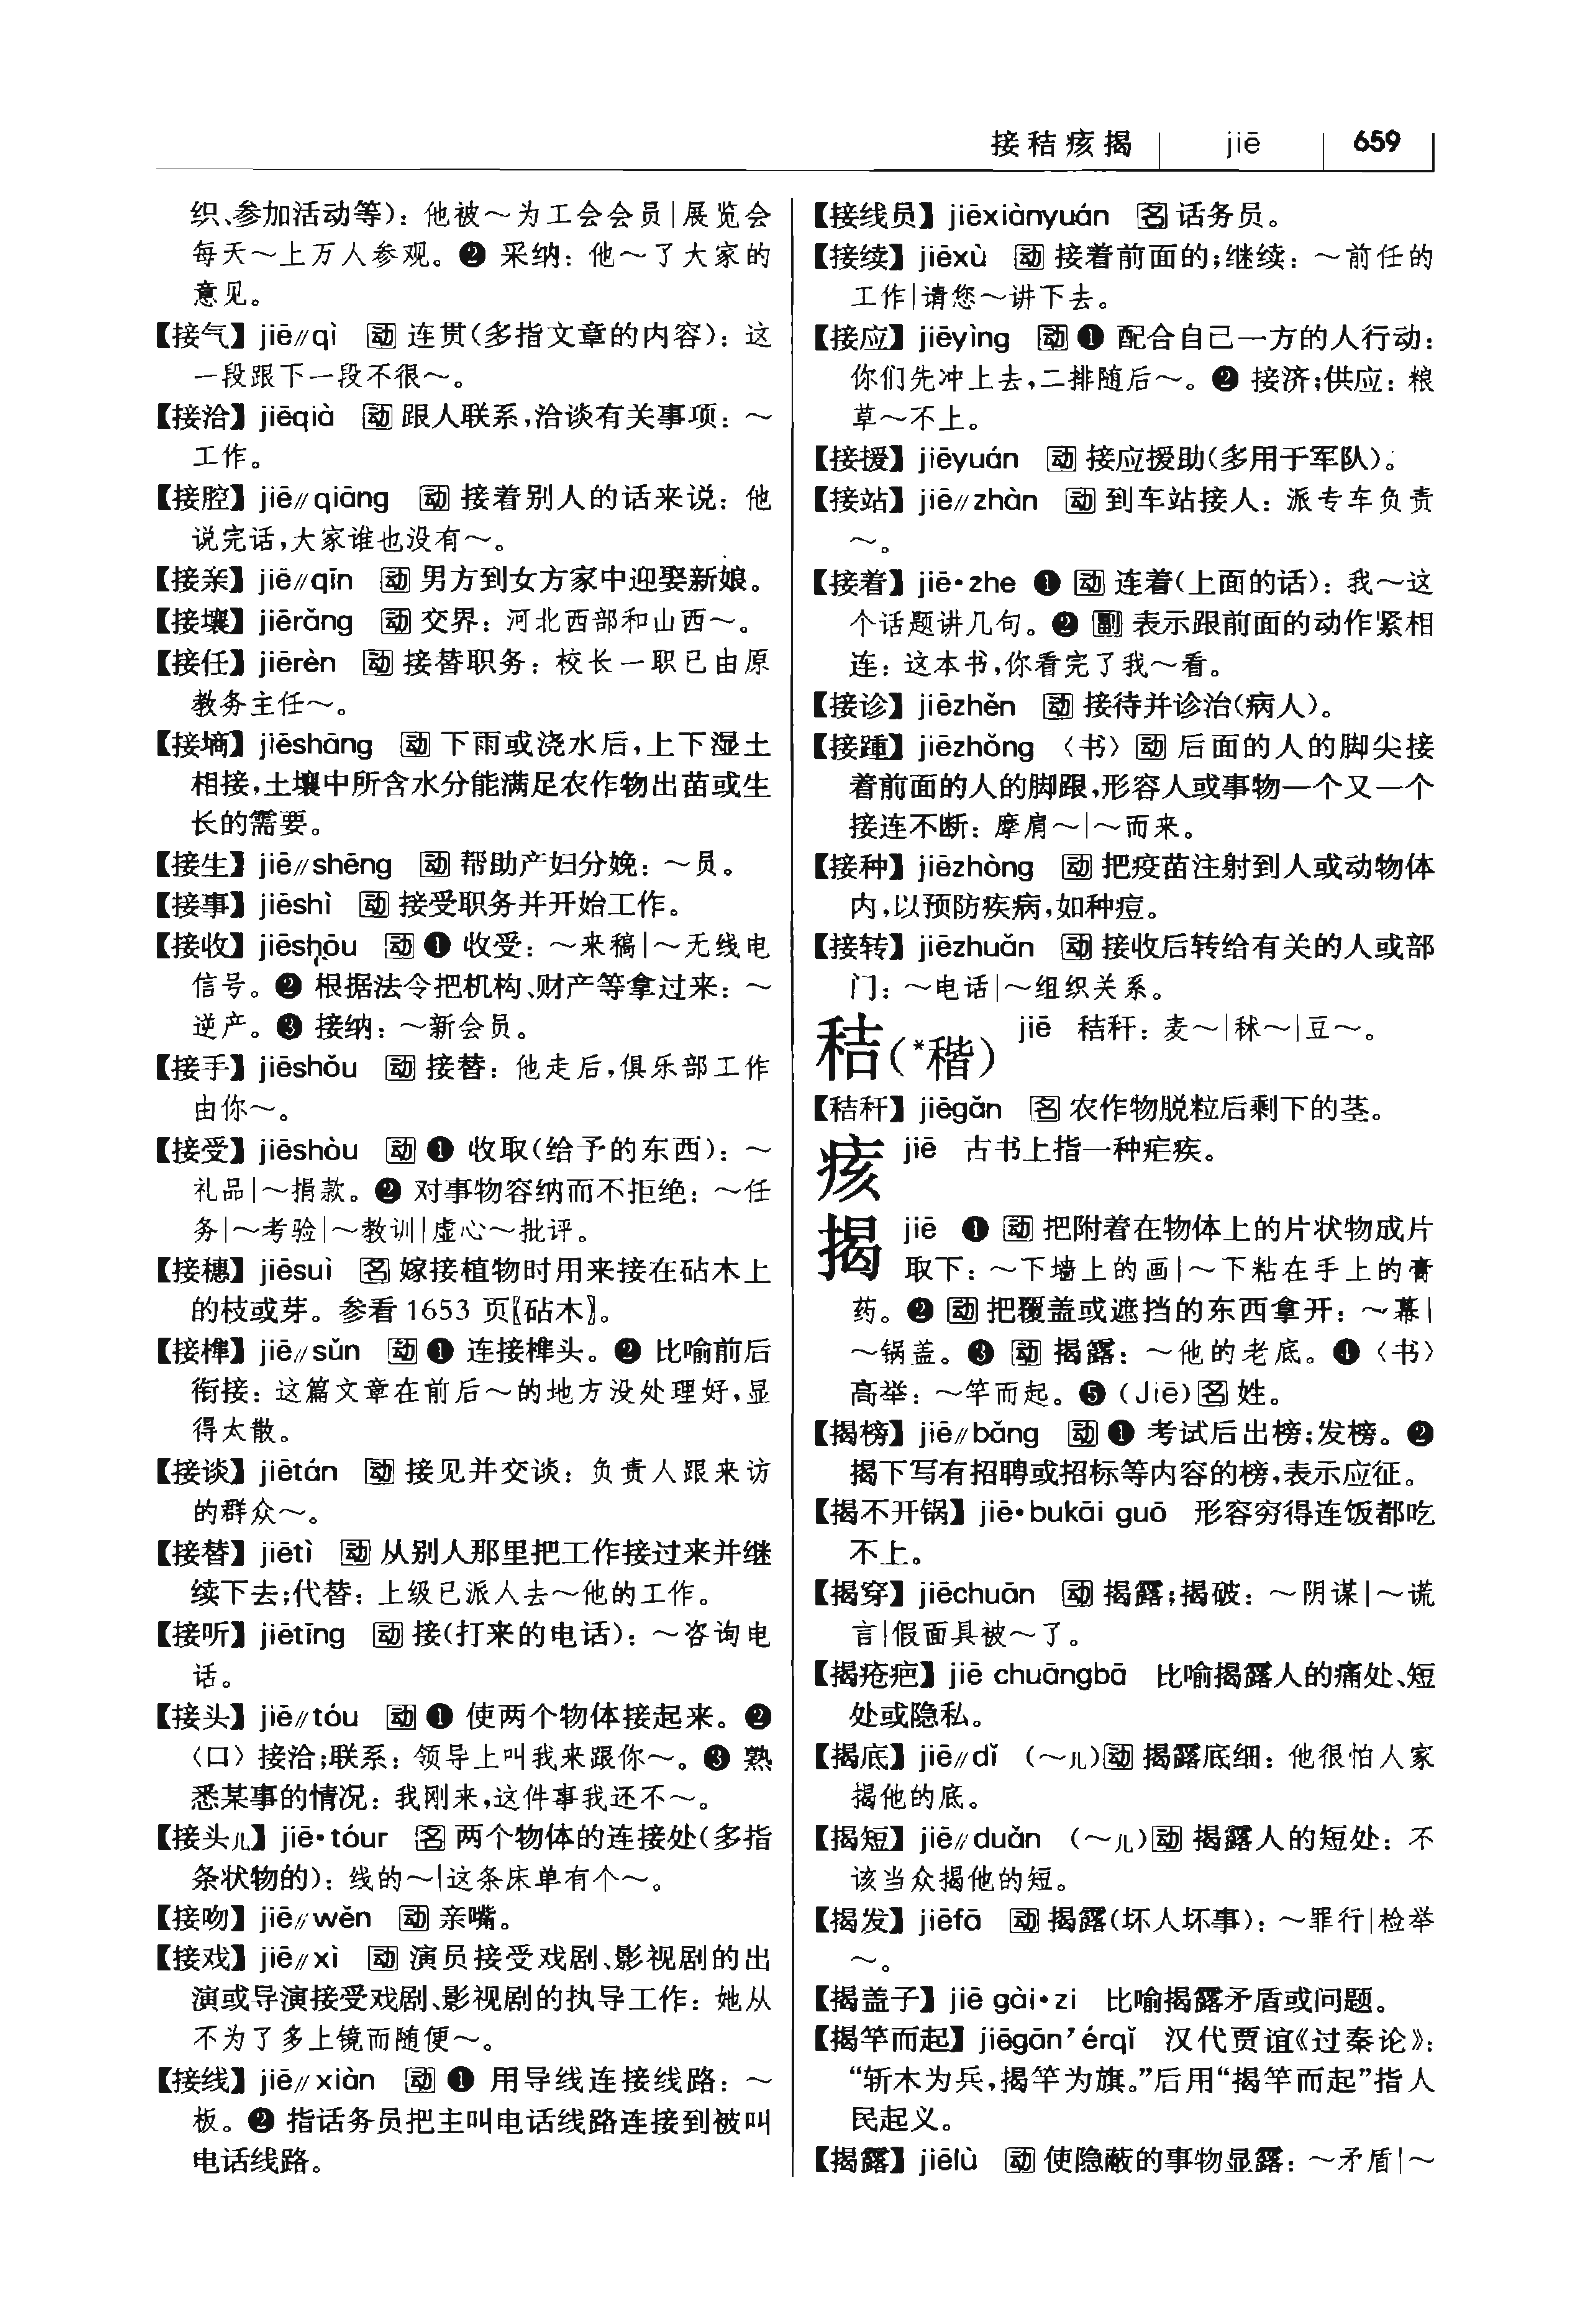 接秸痎揭 jiē 659
织、参加活动等)：他被～为工会会员|展览会
每天～上万人参观。❷ 采纳：他～了大家的
意见。
【接气】jiē//qì 动 连贯(多指文章的内容)：这
一段跟下一段不很～。
【接洽】jiēqià 动 跟人联系,洽谈有关事项：～
工作。
【接腔】jiē//qiāng 动 接着别人的话来说：他
说完话,大家谁也没有～。
【接亲】jiē//qīn 动 男方到女方家中迎娶新娘。
【接壤】jiērǎng 动 交界：河北西部和山西～。
【接任】jiērèn 动 接替职务：校长一职已由原
教务主任～。
【接墒】jiēshāng 动 下雨或浇水后,上下湿土
相接,土壤中所含水分能满足农作物出苗或生
长的需要。
【接生】jiē//shēng 动 帮助产妇分娩：～员。
【接事】jiēshì 动 接受职务并开始工作。
【接收】jiēshōu 动 ❶ 收受：～来稿|～无线电
信号。❷ 根据法令把机构、财产等拿过来：～
逆产。❸ 接纳：～新会员。
【接手】jiēshǒu 动 接替：他走后,俱乐部工作
由你～。
【接受】jiēshòu 动 ❶ 收取(给予的东西)：～
礼品|～捐款。❷ 对事物容纳而不拒绝：～任
务|～考验|～教训|虚心～批评。
【接穗】jiēsuì 名 嫁接植物时用来接在砧木上
的枝或芽。参看 1653 页〖砧木〗。
【接榫】jiē//sǔn 动 ❶ 连接榫头。❷ 比喻前后
衔接：这篇文章在前后～的地方没处理好,显
得太散。
【接谈】jiētán 动 接见并交谈：负责人跟来访
的群众～。
【接替】jiētì 动 从别人那里把工作接过来并继
续下去;代替：上级已派人去～他的工作。
【接听】jiētīng 动 接(打来的电话)：～咨询电
话。
【接头】jiē//tóu 动 ❶ 使两个物体接起来。❷
〈口〉接洽;联系：领导上叫我来跟你～。❸ 熟
悉某事的情况：我刚来,这件事我还不～。
【接头儿】jiē·tóur 名 两个物体的连接处(多指
条状物的)：线的～|这条床单有个～。
【接吻】jiē//wěn 动 亲嘴。
【接戏】jiē//xì 动 演员接受戏剧、影视剧的出
演或导演接受戏剧、影视剧的执导工作：她从
不为了多上镜而随便～。
【接线】jiē//xiàn 动 ❶ 用导线连接线路：～
板。❷ 指话务员把主叫电话线路连接到被叫
电话线路。
【接线员】jiēxiànyuán 名 话务员。
【接续】jiēxù 动 接着前面的;继续：～前任的
工作|请您～讲下去。
【接应】jiēyìng 动 ❶ 配合自己一方的人行动：
你们先冲上去,二排随后～。❷ 接济;供应：粮
草～不上。
【接援】jiēyuán 动 接应援助(多用于军队)。
【接站】jiē//zhàn 动 到车站接人：派专车负责
～。
【接着】jiē·zhe ❶ 动 连着(上面的话)：我～这
个话题讲几句。❷ 副 表示跟前面的动作紧相
连：这本书,你看完了我～看。
【接诊】jiēzhěn 动 接待并诊治(病人)。
【接踵】jiēzhǒng 〈书〉动 后面的人的脚尖接
着前面的人的脚跟,形容人或事物一个又一个
接连不断：摩肩～|～而来。
【接种】jiēzhòng 动 把疫苗注射到人或动物体
内,以预防疾病,如种痘。
【接转】jiēzhuǎn 动 接收后转给有关的人或部
门：～电话|～组织关系。
秸(*稭) jiē 秸秆：麦～|秫～|豆～。
【秸秆】jiēgǎn 名 农作物脱粒后剩下的茎。
痎 jiē 古书上指一种疟疾。
揭 jiē ❶ 动 把附着在物体上的片状物成片
取下：～下墙上的画|～下粘在手上的膏
药。❷ 动 把覆盖或遮挡的东西拿开：～幕|
～锅盖。❸ 动 揭露：～他的老底。❹〈书〉
高举：～竿而起。❺ (Jiē)名 姓。
【揭榜】jiē//bǎng 动 ❶ 考试后出榜;发榜。❷
揭下写有招聘或招标等内容的榜,表示应征。
【揭不开锅】jiē·bukāi guō 形容穷得连饭都吃
不上。
【揭穿】jiēchuān 动 揭露;揭破：～阴谋|～谎
言|假面具被～了。
【揭疮疤】jiē chuāngbā 比喻揭露人的痛处、短
处或隐私。
【揭底】jiē//dǐ (～儿)动 揭露底细：他很怕人家
揭他的底。
【揭短】jiē//duǎn (～儿)动 揭露人的短处：不
该当众揭他的短。
【揭发】jiēfā 动 揭露(坏人坏事)：～罪行|检举
～。
【揭盖子】jiē gài·zi 比喻揭露矛盾或问题。
【揭竿而起】jiēgān'érqǐ 汉代贾谊《过秦论》：
“斩木为兵,揭竿为旗。”后用“揭竿而起”指人
民起义。
【揭露】jiēlù 动 使隐蔽的事物显露：～矛盾|～